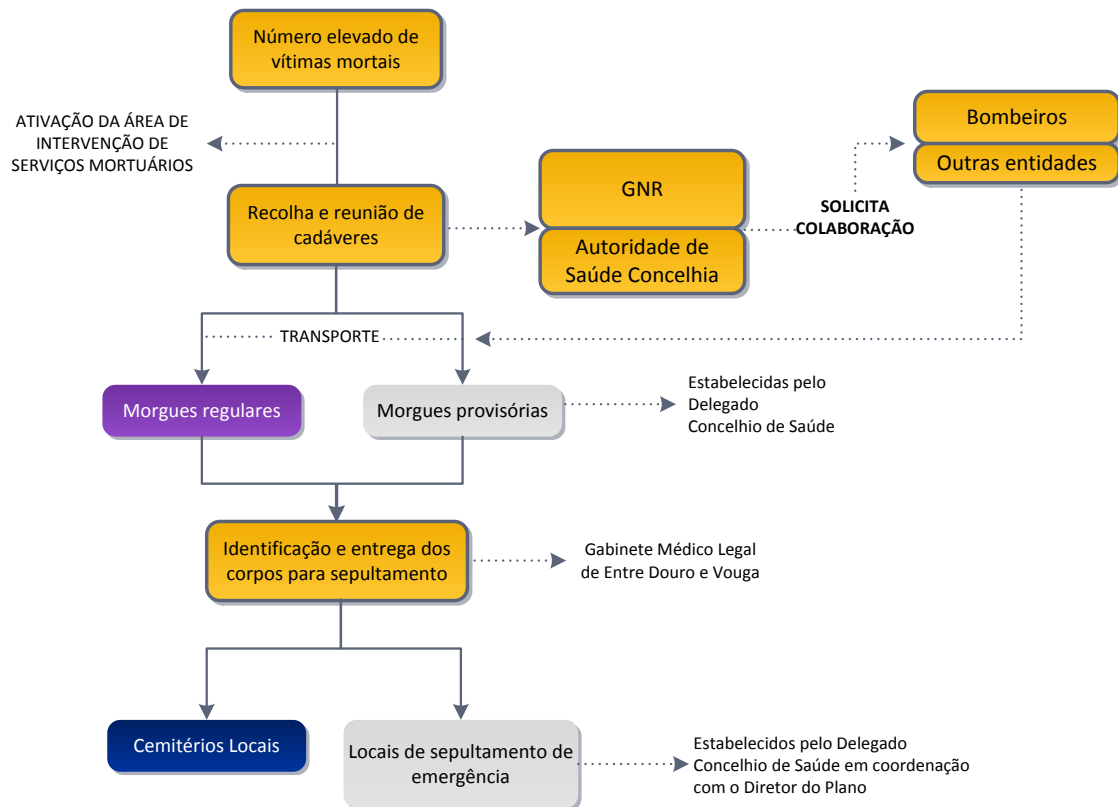 Número elevado de
vítimas mortais
ATIVAÇÃO DA ÁREA DE
INTERVENÇÃO DE
SERVIÇOS MORTUÁRIOS
Bombeiros
Outras entidades
GNR
Autoridade de
Saúde Concelhia
SOLICITA
COLABORAÇÃO
Recolha e reunião de
cadáveres
TRANSPORTE
Morgues regulares
Morgues provisórias
Estabelecidas pelo
Delegado
Concelhio de Saúde
Identificação e entrega dos
corpos para sepultamento
Gabinete Médico Legal
de Entre Douro e Vouga
Cemitérios Locais
Locais de sepultamento de
emergência
Estabelecidos pelo Delegado
Concelhio de Saúde em coordenação
com o Diretor do Plano